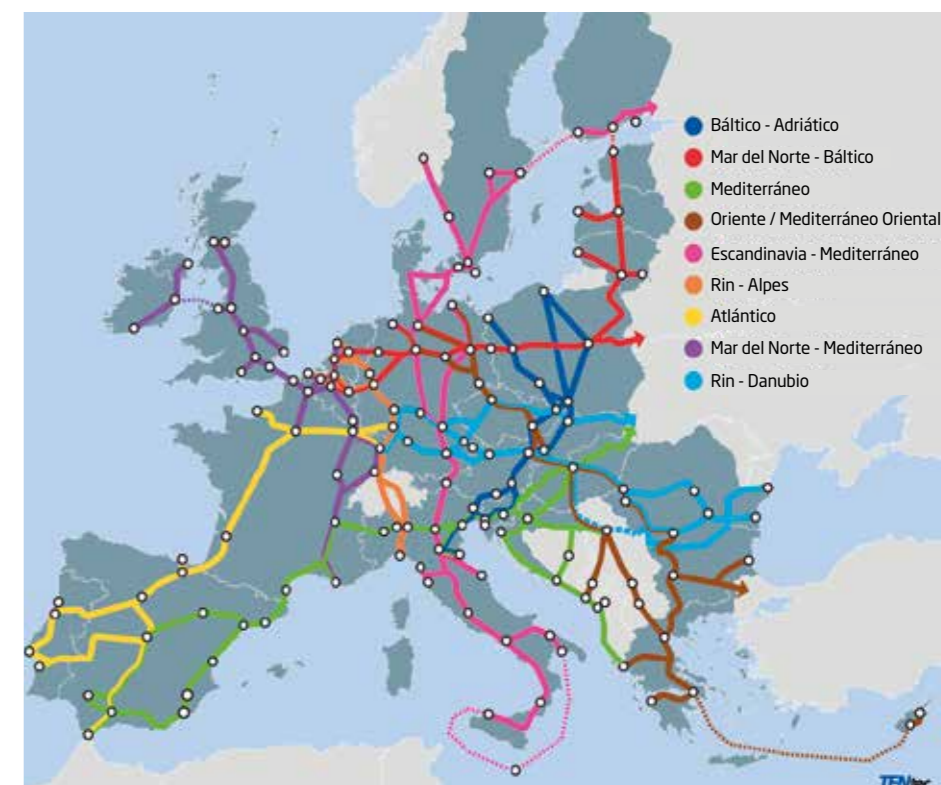 Báltico - Adriático
Mar del Norte - Báltico
Mediterráneo
Oriente / Mediterráneo Oriental
Escandinavia - Mediterráneo
Rin - Alpes
Atlántico
Mar del Norte - Mediterráneo
Rin - Danubio
TENtec